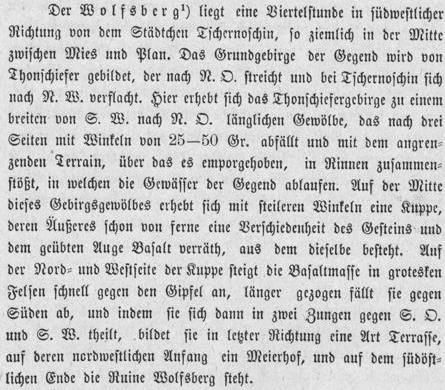 Der Wolfsberg¹) liegt eine Viertelstunde in südwestlicher
Richtung von dem Städtchen Tschernoschin, so ziemlich in der Mitte
zwischen Mies und Plan. Das Grundgebirge der Gegend wird von
Thonschiefer gebildet, der nach N. O. streicht und bei Tschernoschin sich
nach N. W. verflacht. Hier erhebt sich das Thonschiefergebirge zu einem
breiten von S. W. nach N. O. länglichen Gewölbe, das nach drei
Seiten mit Winkeln von 25—50 Gr. abfällt und mit dem angren-
zenden Terrain, über das es emporgehoben, in Rinnen zusammen-
stößt, in welchen die Gewässer der Gegend ablaufen. Auf der Mitte
dieses Gebirgsgewölbes erhebt sich mit steileren Winkeln eine Kuppe,
deren Äußeres schon von ferne eine Verschiedenheit des Gesteins und
dem geübten Auge Basalt verräth, aus dem dieselbe besteht. Auf
der Nord- und Westseite der Kuppe steigt die Basaltmasse in grotesken
Felsen schnell gegen den Gipfel an, länger gezogen fällt sie gegen
Süden ab, und indem sie sich dann in zwei Zungen gegen S. O.
und S. W. theilt, bildet sie in letzter Richtung eine Art Terrasse,
auf deren nordwestlichen Anfang ein Meierhof, und auf dem südöst-
lichen Ende die Ruine Wolfsberg steht.